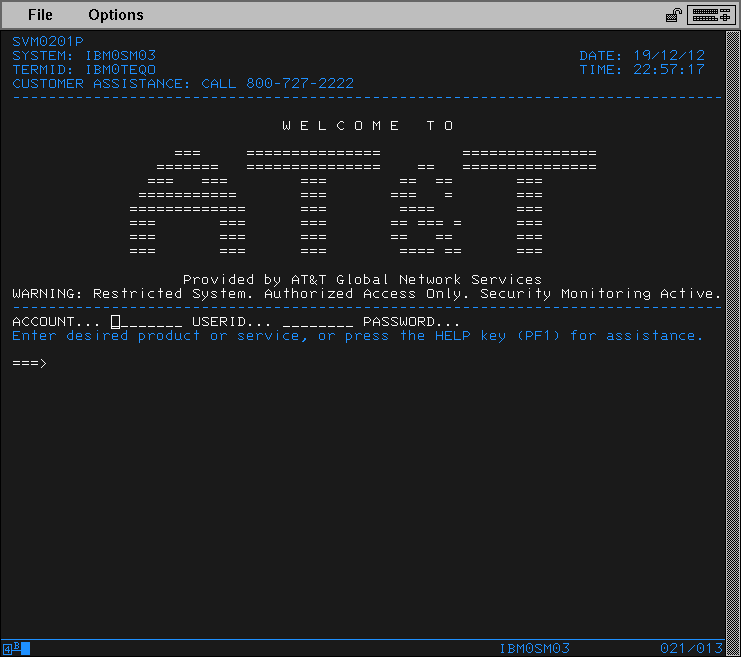 File Options
SVM0201P
SYSTEM: IBM0SM03 DATE: 19/12/12
TERMID: IBM0TEQ0 TIME: 22:57:17
CUSTOMER ASSISTANCE: CALL 800-727-2222
W E L C O M E   T O
AT&T
Provided by AT&T Global Network Services
WARNING: Restricted System. Authorized Access Only. Security Monitoring Active.
ACCOUNT... ________ USERID... ________ PASSWORD...
Enter desired product or service, or press the HELP key (PF1) for assistance.
===>
4B IBM0SM03 021/013